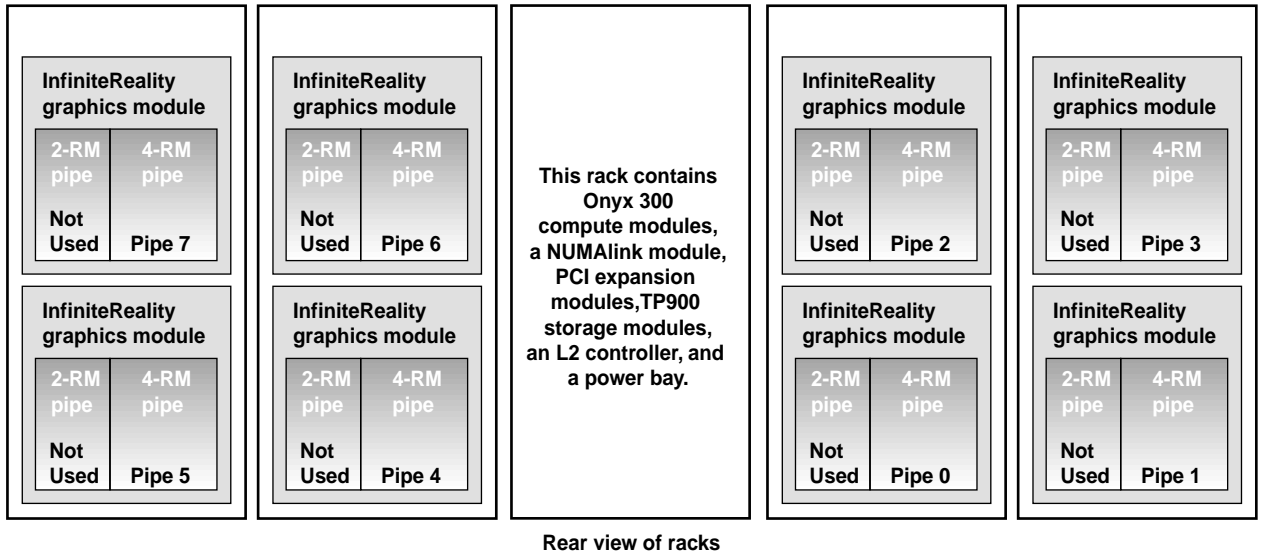 InfiniteReality
graphics module
2-RM
pipe
4-RM
pipe
Not
Used
Pipe 7
InfiniteReality
graphics module
2-RM
pipe
4-RM
pipe
Not
Used
Pipe 5
InfiniteReality
graphics module
2-RM
pipe
4-RM
pipe
Not
Used
Pipe 6
InfiniteReality
graphics module
2-RM
pipe
4-RM
pipe
Not
Used
Pipe 4
This rack contains
Onyx 300
compute modules,
a NUMAlink module,
PCI expansion
modules,TP900
storage modules,
an L2 controller, and
a power bay.
InfiniteReality
graphics module
2-RM
pipe
4-RM
pipe
Not
Used
Pipe 2
InfiniteReality
graphics module
2-RM
pipe
4-RM
pipe
Not
Used
Pipe 0
InfiniteReality
graphics module
2-RM
pipe
4-RM
pipe
Not
Used
Pipe 3
InfiniteReality
graphics module
2-RM
pipe
4-RM
pipe
Not
Used
Pipe 1
Rear view of racks